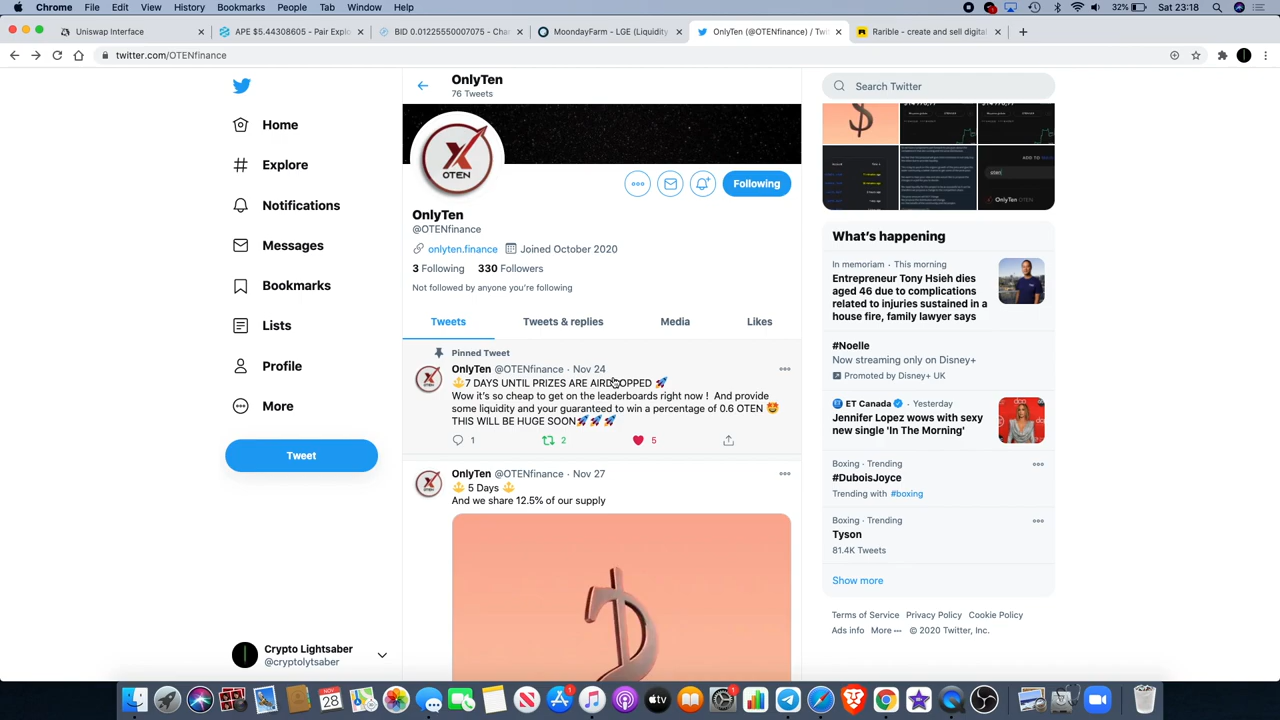 Chrome File Edit View History Bookmarks People Tab Window Help
32% Sat 23:18
Uniswap Interface
APE $5.44308605 - Pair Explo
BID 0.01225550007075 - Char
MoondayFarm - LGE (Liquidity
OnlyTen (@OTENfinance) / Twi
Rarible - create and sell digital
twitter.com/OTENfinance
OnlyTen
76 Tweets
Search Twitter
Home
Explore
Notifications
Messages
Bookmarks
Lists
Profile
More
Tweet
Crypto Lightsaber
@cryptolytsaber
OTEN
Following
OnlyTen
@OTENfinance
onlyten.finance Joined October 2020
3 Following 330 Followers
Not followed by anyone you're following
Tweets Tweets & replies Media Likes
Pinned Tweet
OnlyTen @OTENfinance · Nov 24
🔱7 DAYS UNTIL PRIZES ARE AIRDROPPED 🚀
Wow it's so cheap to get on the leaderboards right now ! And provide
some liquidity and your guaranteed to win a percentage of 0.6 OTEN 🤩
THIS WILL BE HUGE SOON🚀🚀🚀
1 2 5
OnlyTen @OTENfinance · Nov 27
🔱 5 Days 🔱
And we share 12.5% of our supply
oten
OnlyTen OTEN
What's happening
In memoriam · This morning
Entrepreneur Tony Hsieh dies
aged 46 due to complications
related to injuries sustained in a
house fire, family lawyer says
#Noelle
Now streaming only on Disney+
Promoted by Disney+ UK
ET Canada · Yesterday
Jennifer Lopez wows with sexy
new single 'In The Morning'
Boxing · Trending
#DuboisJoyce
Trending with #boxing
Boxing · Trending
Tyson
81.4K Tweets
Show more
Terms of Service Privacy Policy Cookie Policy
Ads info More ··· © 2020 Twitter, Inc.